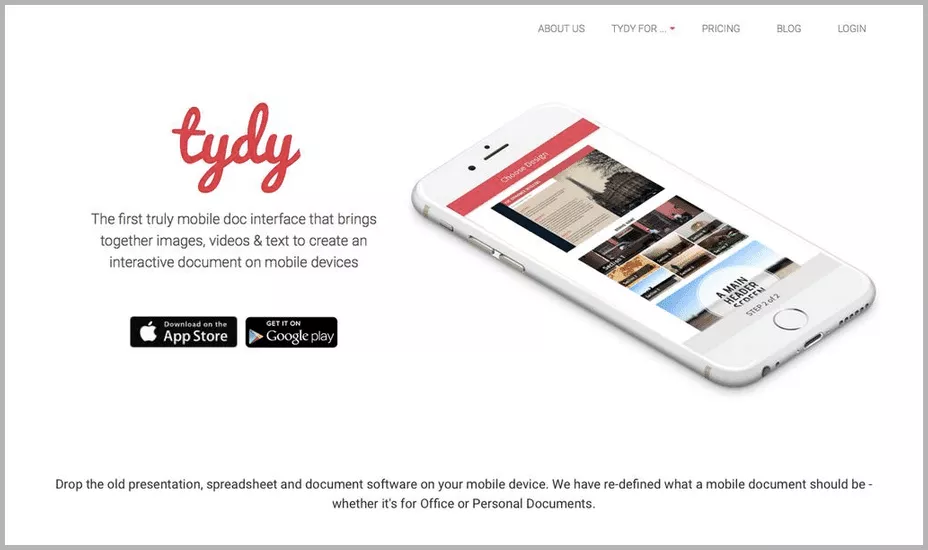 ABOUT US
TYDY FOR ...
PRICING
BLOG
LOGIN
tydy
The first truly mobile doc interface that brings
together images, videos & text to create an
interactive document on mobile devices
Download on the
App Store
GET IT ON
Google play
Choose Design
Section 1
A MAIN
HEADER
SCREEN
STEP 2 of 2
Drop the old presentation, spreadsheet and document software on your mobile device. We have re-defined what a mobile document should be -
whether it's for Office or Personal Documents.